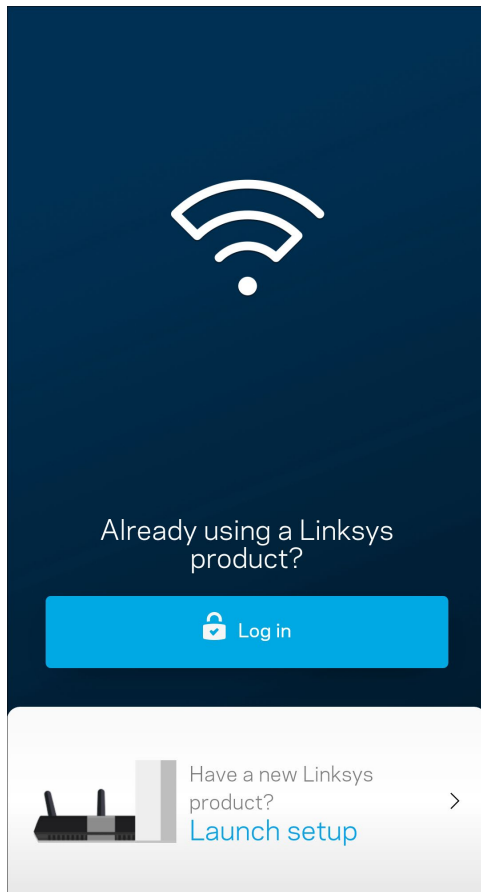 Already using a Linksys
product?
Log in
Have a new Linksys
product?
Launch setup